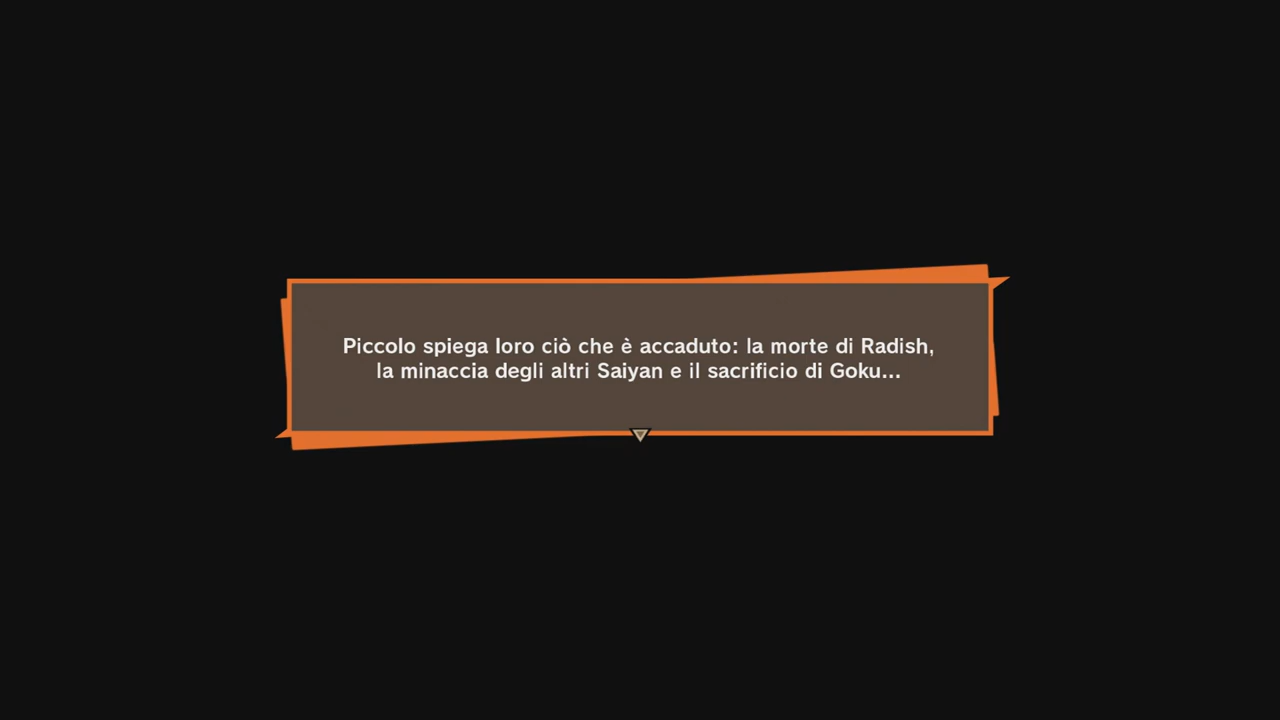 Piccolo spiega loro ciò che è accaduto: la morte di Radish,
la minaccia degli altri Saiyan e il sacrificio di Goku...